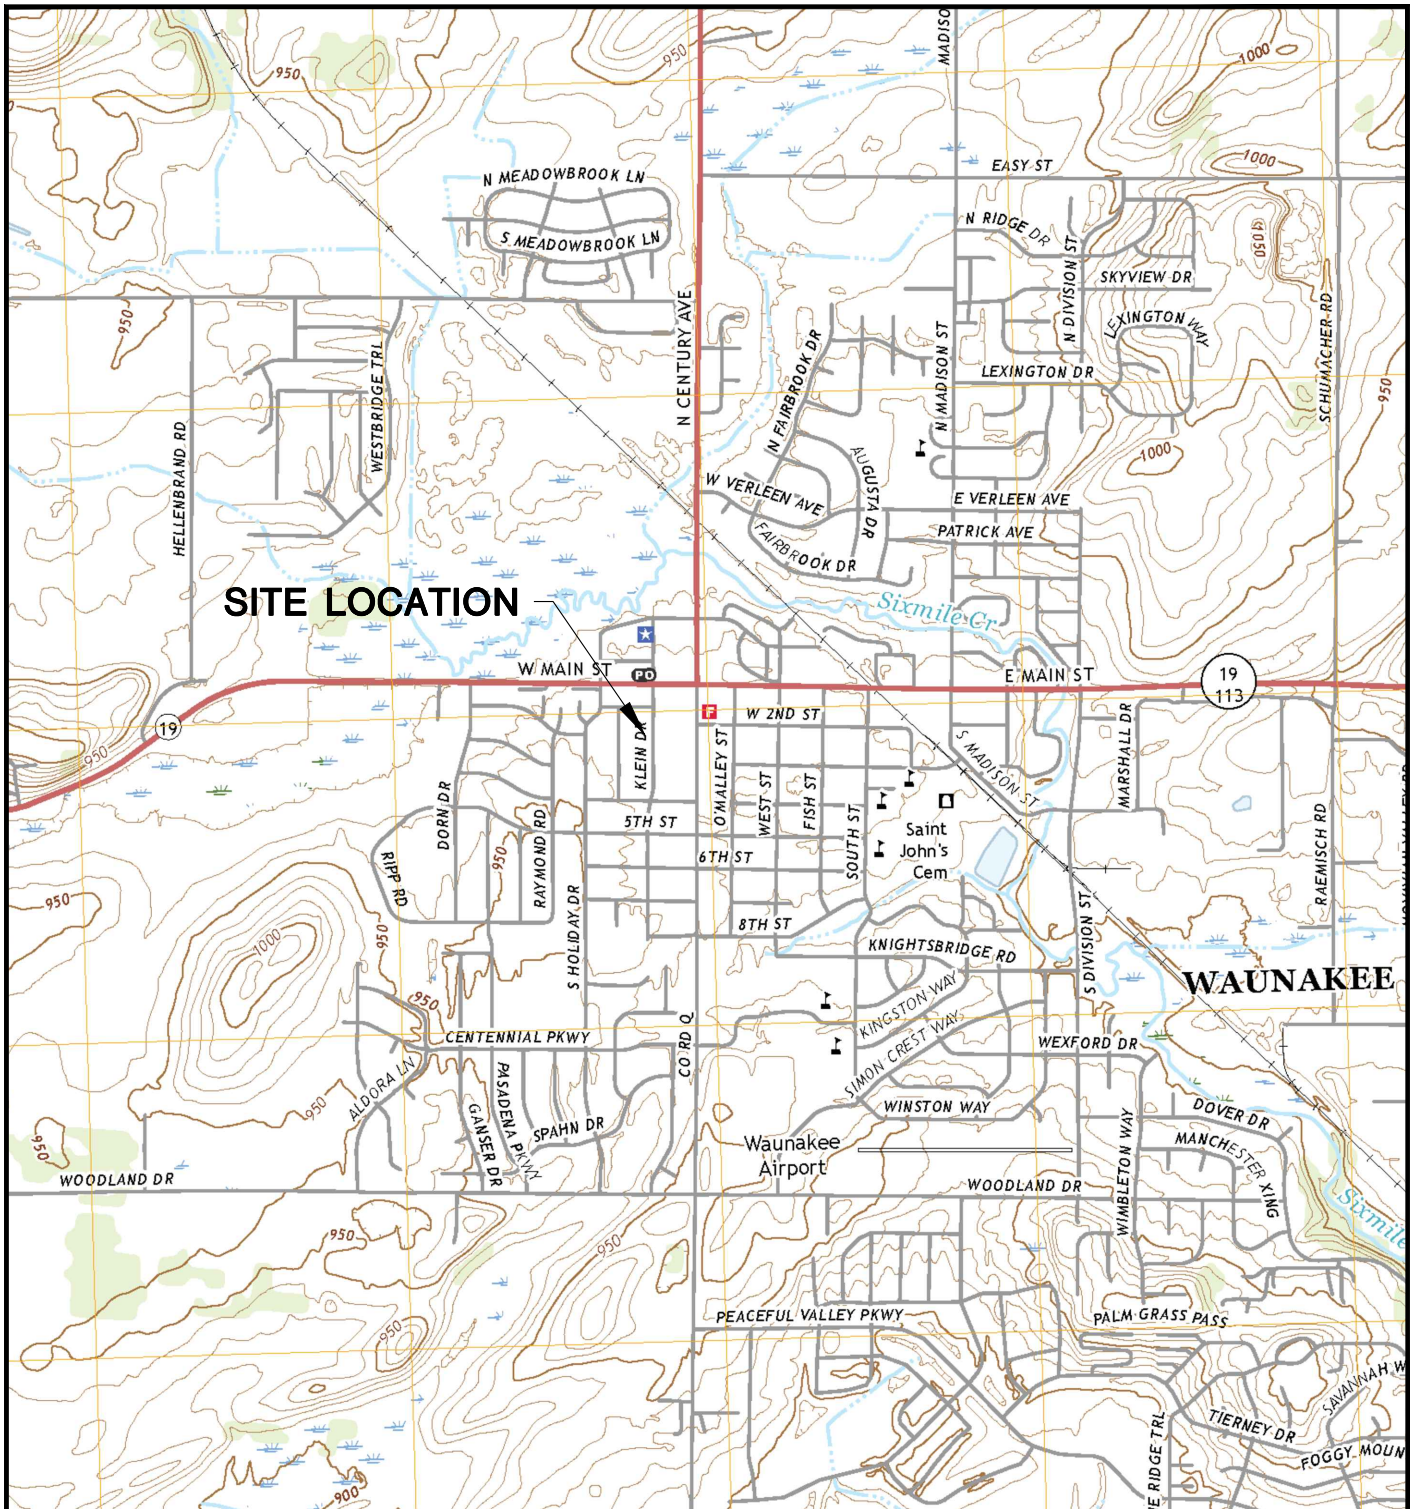 MADISO
950
950
1000
1000
EASY ST
N MEADOWBROOK LN
S MEADOWBROOK LN
N RIDGE DR
N DIVISION ST
1050
SKYVIEW DR
950
N CENTURY AVE
LEXINGTON WAY
SCHUMACHER RD
WESTBRIDGE TRL
N FAIRBROOK DR
N MADISON ST
LEXINGTON DR
950
HELLENBRAND RD
AUGUSTA DR
1000
W VERLEEN AVE
E VERLEEN AVE
FAIRBROOK DR
PATRICK AVE
SITE LOCATION
Sixmile Cr
W MAIN ST
PO
E MAIN ST
19
113
19
950
KLEIN DR
F
W 2ND ST
O'MALLEY ST
S MADISON ST
MARSHALL DR
DORN DR
RAYMOND RD
5TH ST
WEST ST
FISH ST
SOUTH ST
Saint
John's
Cem
RAEMISCH RD
RIPP RD
950
6TH ST
950
1000
950
S HOLIDAY DR
8TH ST
KNIGHTSBRIDGE RD
S DIVISION ST
WAUNAKEE
950
KINGSTON WAY
CENTENNIAL PKWY
CO RD Q
SIMON CREST WAY
WEXFORD DR
ALDORA LN
950
PASADENA PKWY
GANSER DR
SPAHN DR
WINSTON WAY
WIMBLETON WAY
DOVER DR
950
Waunakee
Airport
MANCHESTER XING
WOODLAND DR
WOODLAND DR
Sixmile
950
950
950
PEACEFUL VALLEY PKWY
PALM GRASS PASS
SAVANNAH W
TIERNEY DR
FOGGY MOUN
E RIDGE TRL
900